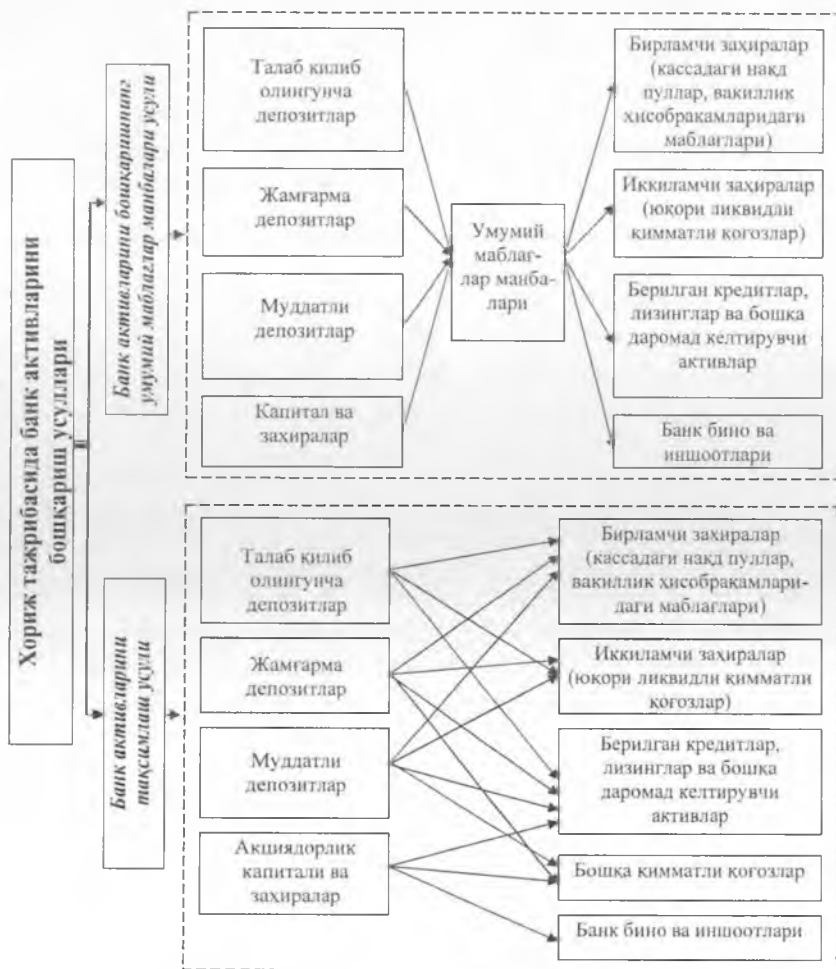 Хориж тажрибасида банк активларини
бошқариш усуллари
Банк активларини бошқаришнинг
умумий маблағлар манбалари усули
Талаб қилиб
олингунча
депозитлар
Жамғарма
депозитлар
Муддатли
депозитлар
Капитал ва
захиралар
Умумий
маблағ-
лар манба-
лари
Бирламчи заҳиралар
(кассадаги нақд
пуллар, вакиллик
ҳисобрақамларидаги
маблағлари)
Иккиламчи заҳиралар
(юқори ликвидли
қимматли қоғозлар)
Берилган кредитлар,
лизинглар ва бошқа
даромад келтирувчи
активлар
Банк бино ва
иншоотлари
Банк активларини
тақсимлаш усули
Талаб қилиб
олингунча
депозитлар
Жамғарма
депозитлар
Муддатли
депозитлар
Акциядорлик
капитали ва
захиралар
Бирламчи заҳиралар
(кассадаги нақд пуллар,
вакиллик ҳисобрақамлари-
даги маблағлари)
Иккиламчи заҳиралар
(юқори ликвидли қимматли
қоғозлар)
Берилган кредитлар,
лизинглар ва бошқа
даромад келтирувчи
активлар
Бошқа қимматли қоғозлар
Банк бино ва иншоотлари